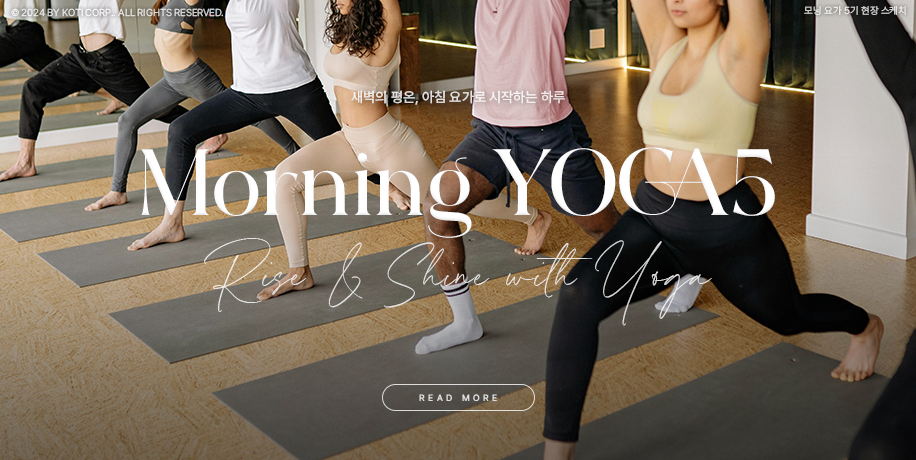 © 2024 BY KOTI CORP.. ALL RIGHTS RESERVED.
모닝 요가 5기 현장 스케치
새벽의 평온, 아침 요가로 시작하는 하루
Morning YOGA5
Rise & Shine with Yoga
READ MORE